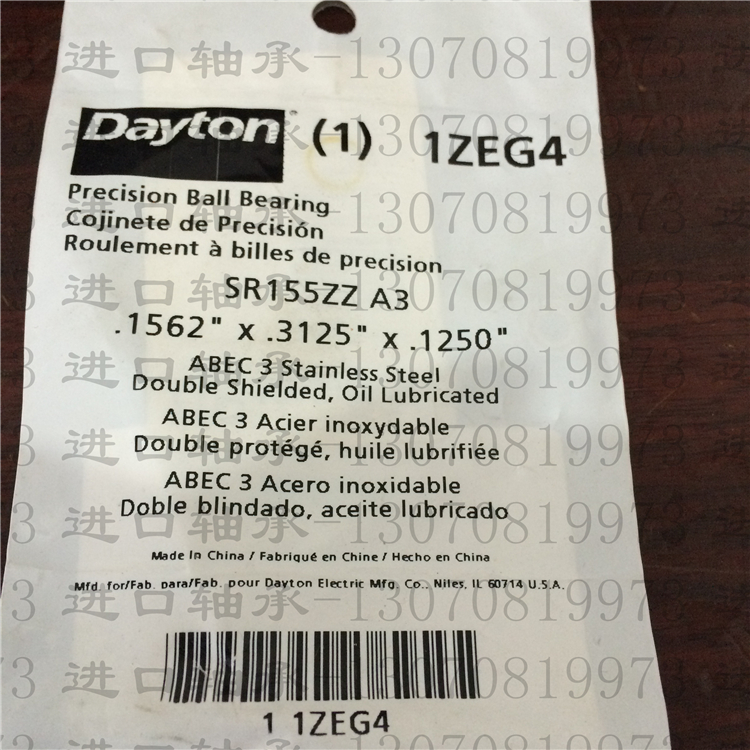 进口轴承-13070819973
Dayton (1) 1ZEG4
Precision Ball Bearing
Cojinete de Precisión
Roulement à billes de precision
SR155ZZ A3
.1562" x .3125" x .1250"
ABEC 3 Stainless Steel
Double Shielded, Oil Lubricated
ABEC 3 Acier inoxydable
Double protégé, huile lubrifiée
ABEC 3 Acero inoxidable
Doble blindado, aceite lubricado
Made In China / Fabriqué en Chine / Hecho en China
Mfd. for/Fab. para/Fab. pour Dayton Electric Mfg. Co., Niles, IL 60714 U.S.A.
1 1ZEG4